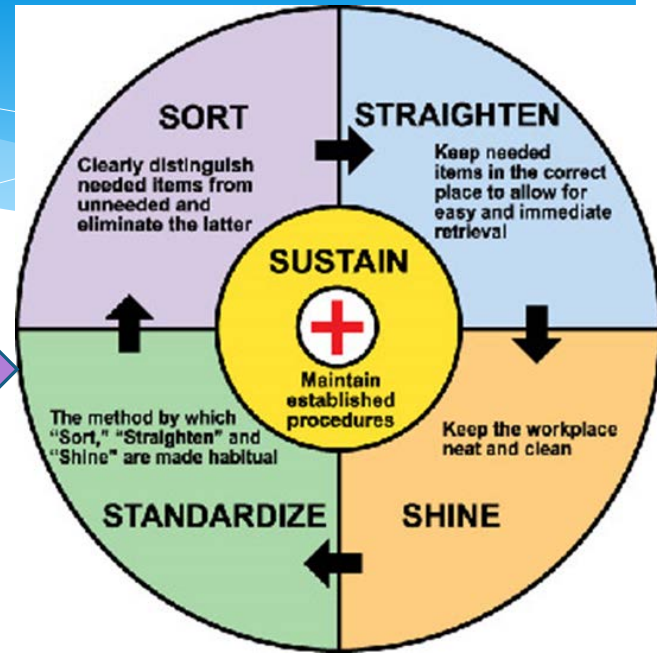 SORT
Clearly distinguish
needed items from
unneeded and
eliminate the latter
STRAIGHTEN
Keep needed
items in the correct
place to allow for
easy and immediate
retrieval
SUSTAIN
Maintain
established
procedures
The method by which
“Sort,” “Straighten” and
“Shine” are made habitual
STANDARDIZE
Keep the workplace
neat and clean
SHINE